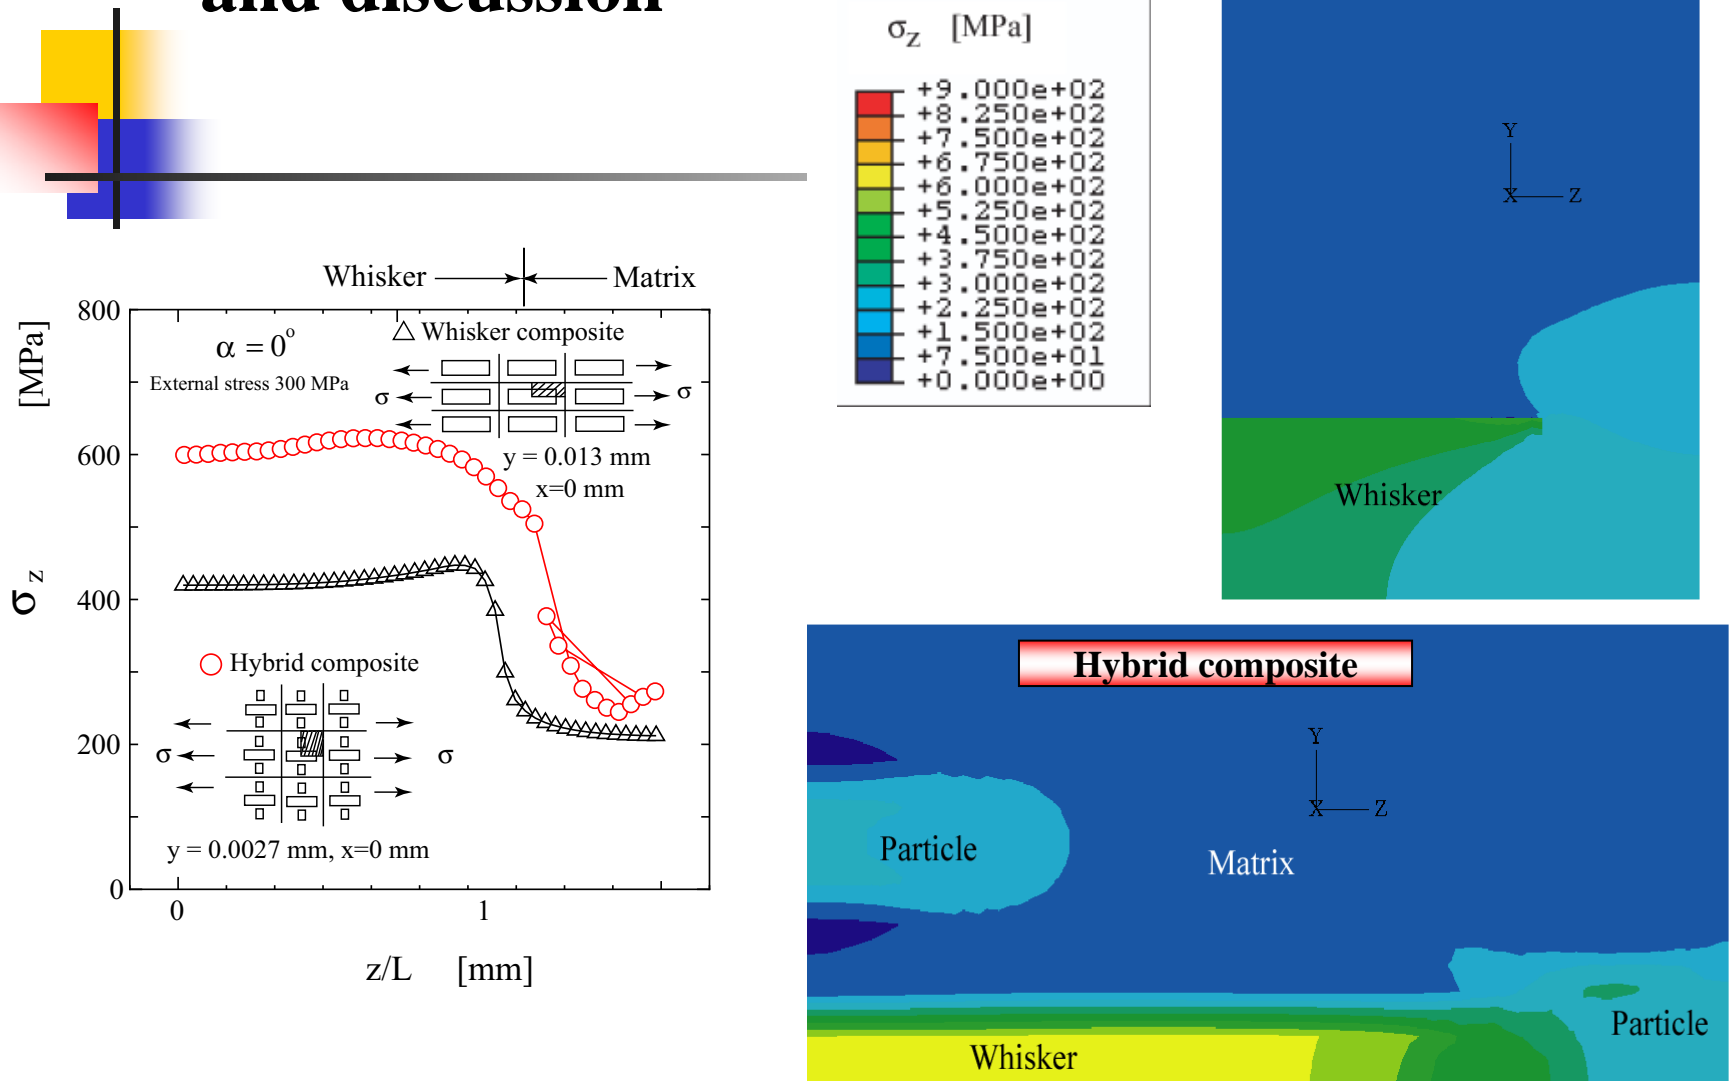 and discussion
σz [MPa]
+9.000e+02
+8.250e+02
+7.500e+02
+6.750e+02
+6.000e+02
+5.250e+02
+4.500e+02
+3.750e+02
+3.000e+02
+2.250e+02
+1.500e+02
+7.500e+01
+0.000e+00
Y
X Z
Whisker
Whisker Matrix
800
600
400
200
0
σz [MPa]
α = 0°
External stress 300 MPa
Whisker composite
σ σ
y = 0.013 mm
x=0 mm
Hybrid composite
σ σ
y = 0.0027 mm, x=0 mm
0 1
z/L [mm]
Hybrid composite
Y
X Z
Particle
Matrix
Particle
Whisker